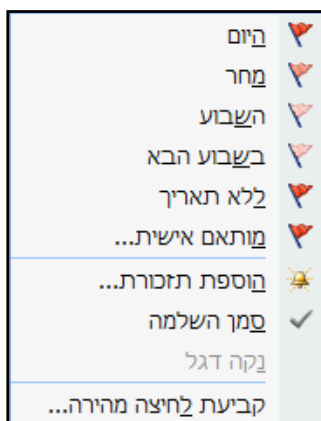 היום
מחר
השבוע
בשבוע הבא
ללא תאריך
מותאם אישית...
הוספת תזכורת...
סמן השלמה
נקה דגל
קביעת לחיצה מהירה...